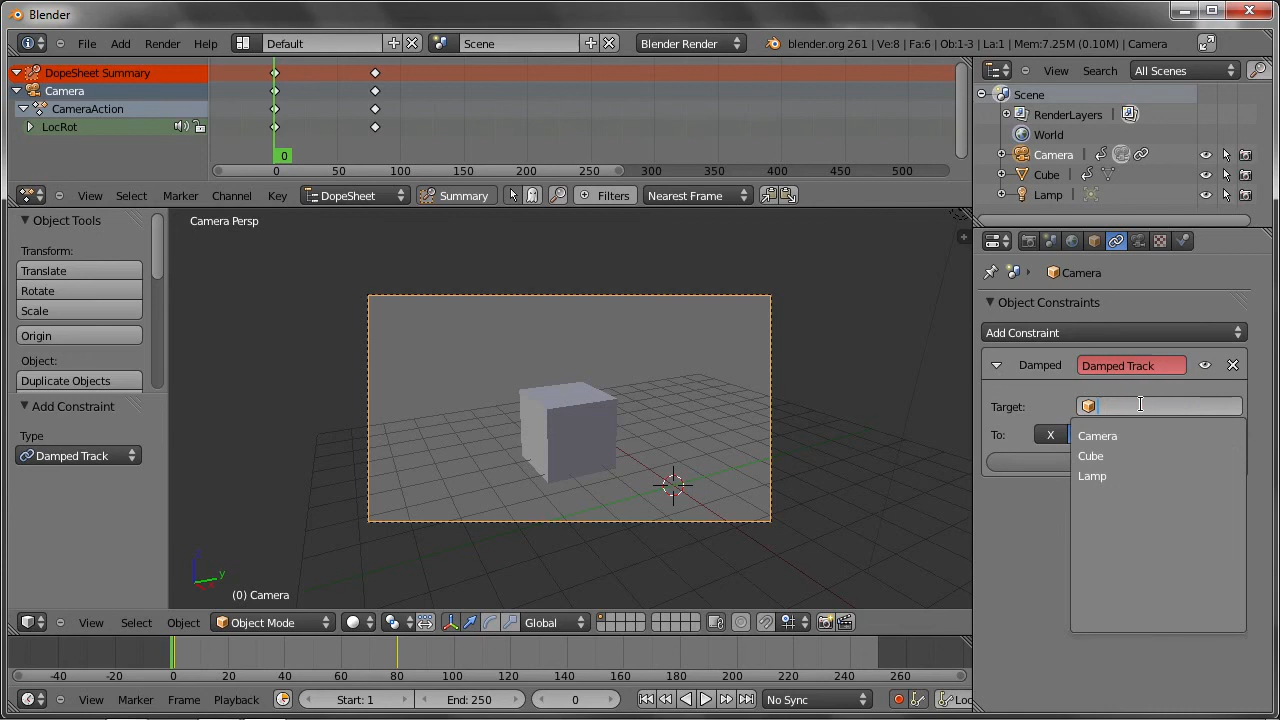 Blender
File Add Render Help Default Scene Blender Render blender.org 261 | Ve:8 | Fa:6 | Ob:1-3 | La:1 | Mem:7.25M (0.10M) | Camera
DopeSheet Summary
Camera
CameraAction
LocRot
0
0 50 100 150 200 250 300 350 400 450 500
View Select Marker Channel Key DopeSheet Summary Filters Nearest Frame
View Search All Scenes
Scene
RenderLayers
World
Camera
Cube
Lamp
Object Tools
Transform:
Translate
Rotate
Scale
Origin
Object:
Duplicate Objects
Add Constraint
Type
Damped Track
Camera Persp
y
(0) Camera
View Select Object Object Mode Global
Camera
Object Constraints
Add Constraint
Damped Damped Track
Target:
To: X
Camera
Cube
Lamp
-40 -20 0 20 40 60 80 100 120 140 160 180 200 220 240 260
View Marker Frame Playback Start: 1 End: 250 0 No Sync Loc